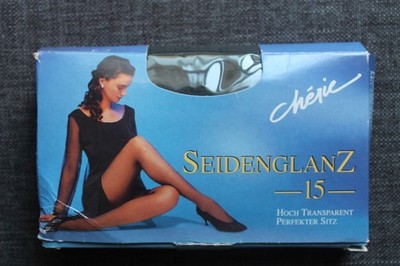 Chérie
SEIDENGLANZ
—15—
HOCH TRANSPARENT
PERFEKTER SITZ